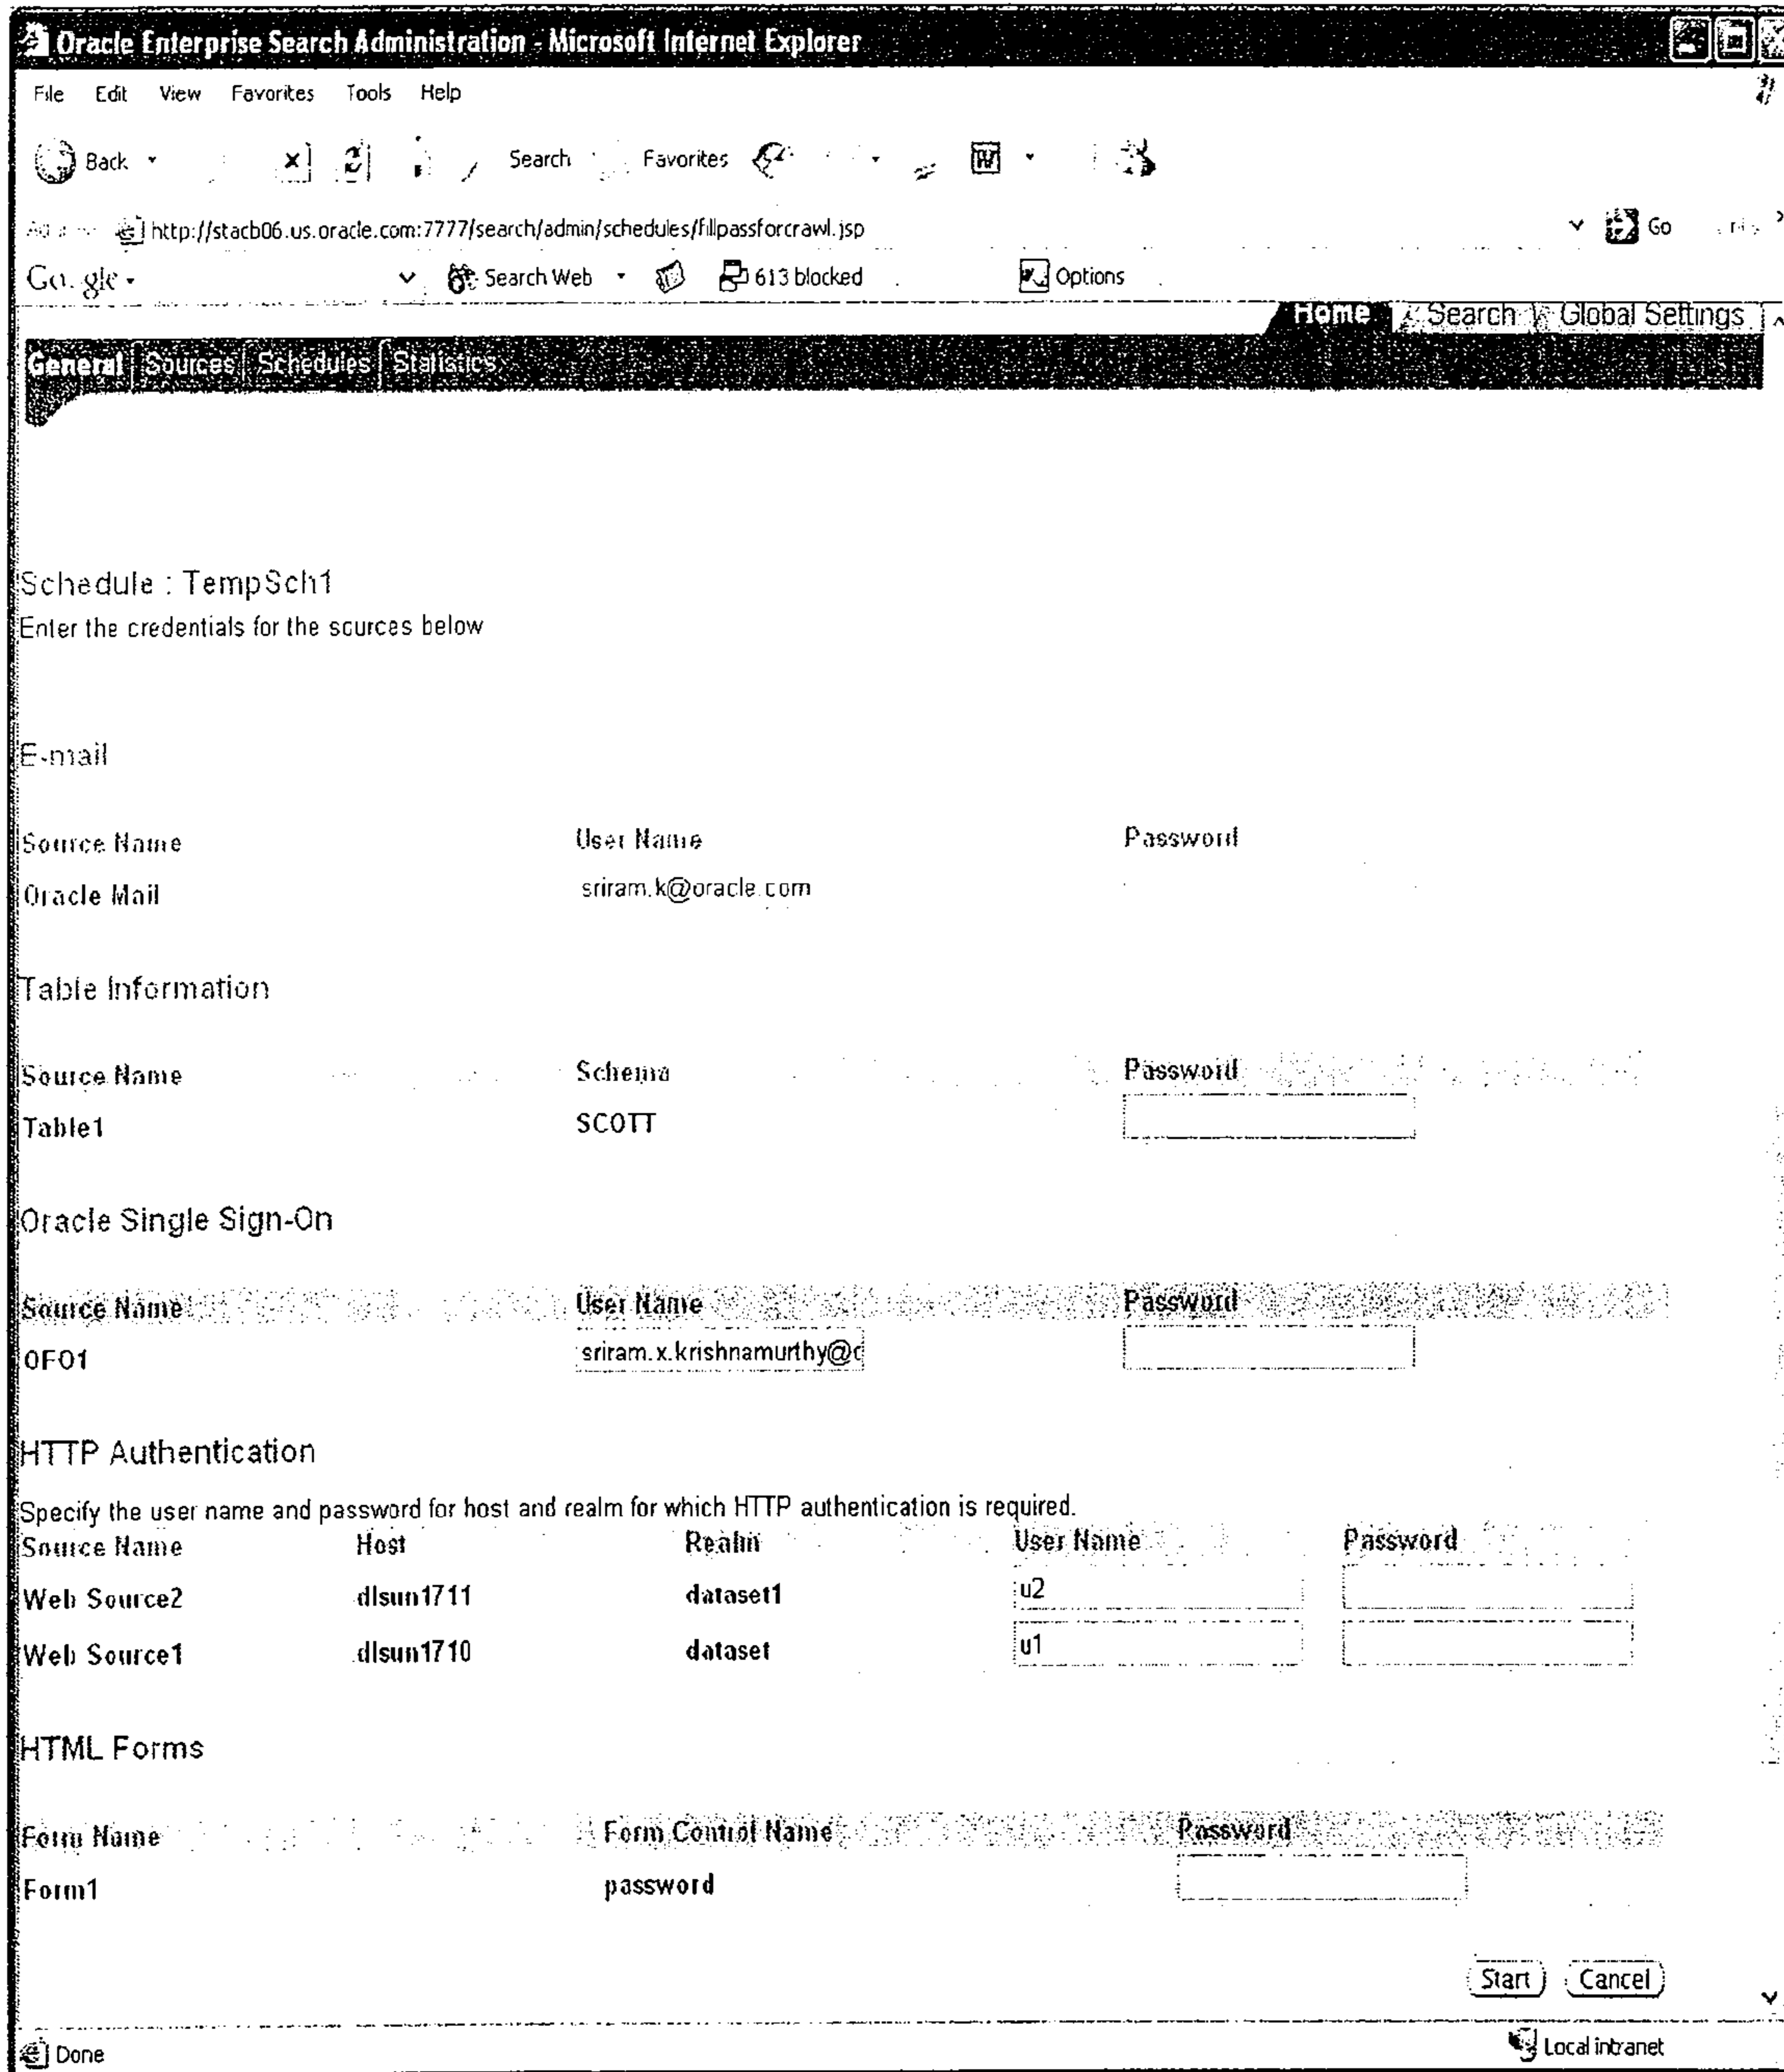 Oracle Enterprise Search Administration - Microsoft Internet Explorer
File Edit View Favorites Tools Help
Back Search Favorites
http://stacb06.us.oracle.com:7777/search/admin/schedules/fillpassforcrawl.jsp Go
Search Web 613 blocked Options
Home Search Global Settings
General Sources Schedules Statistics
Schedule : TempSch1
Enter the credentials for the sources below
E-mail
Source Name User Name Password
Oracle Mail sriram.k@oracle.com
Table Information
Source Name Schema Password
Table1 SCOTT
Oracle Single Sign-On
Source Name User Name Password
OFO1 sriram.x.krishnamurthy@
HTTP Authentication
Specify the user name and password for host and realm for which HTTP authentication is required.
Source Name Host Realm User Name Password
Web Source2 dlsun1711 dataset1 u2
Web Source1 dlsun1710 dataset u1
HTML Forms
Form Name Form Control Name Password
Form1 password
Start Cancel
Done Local intranet